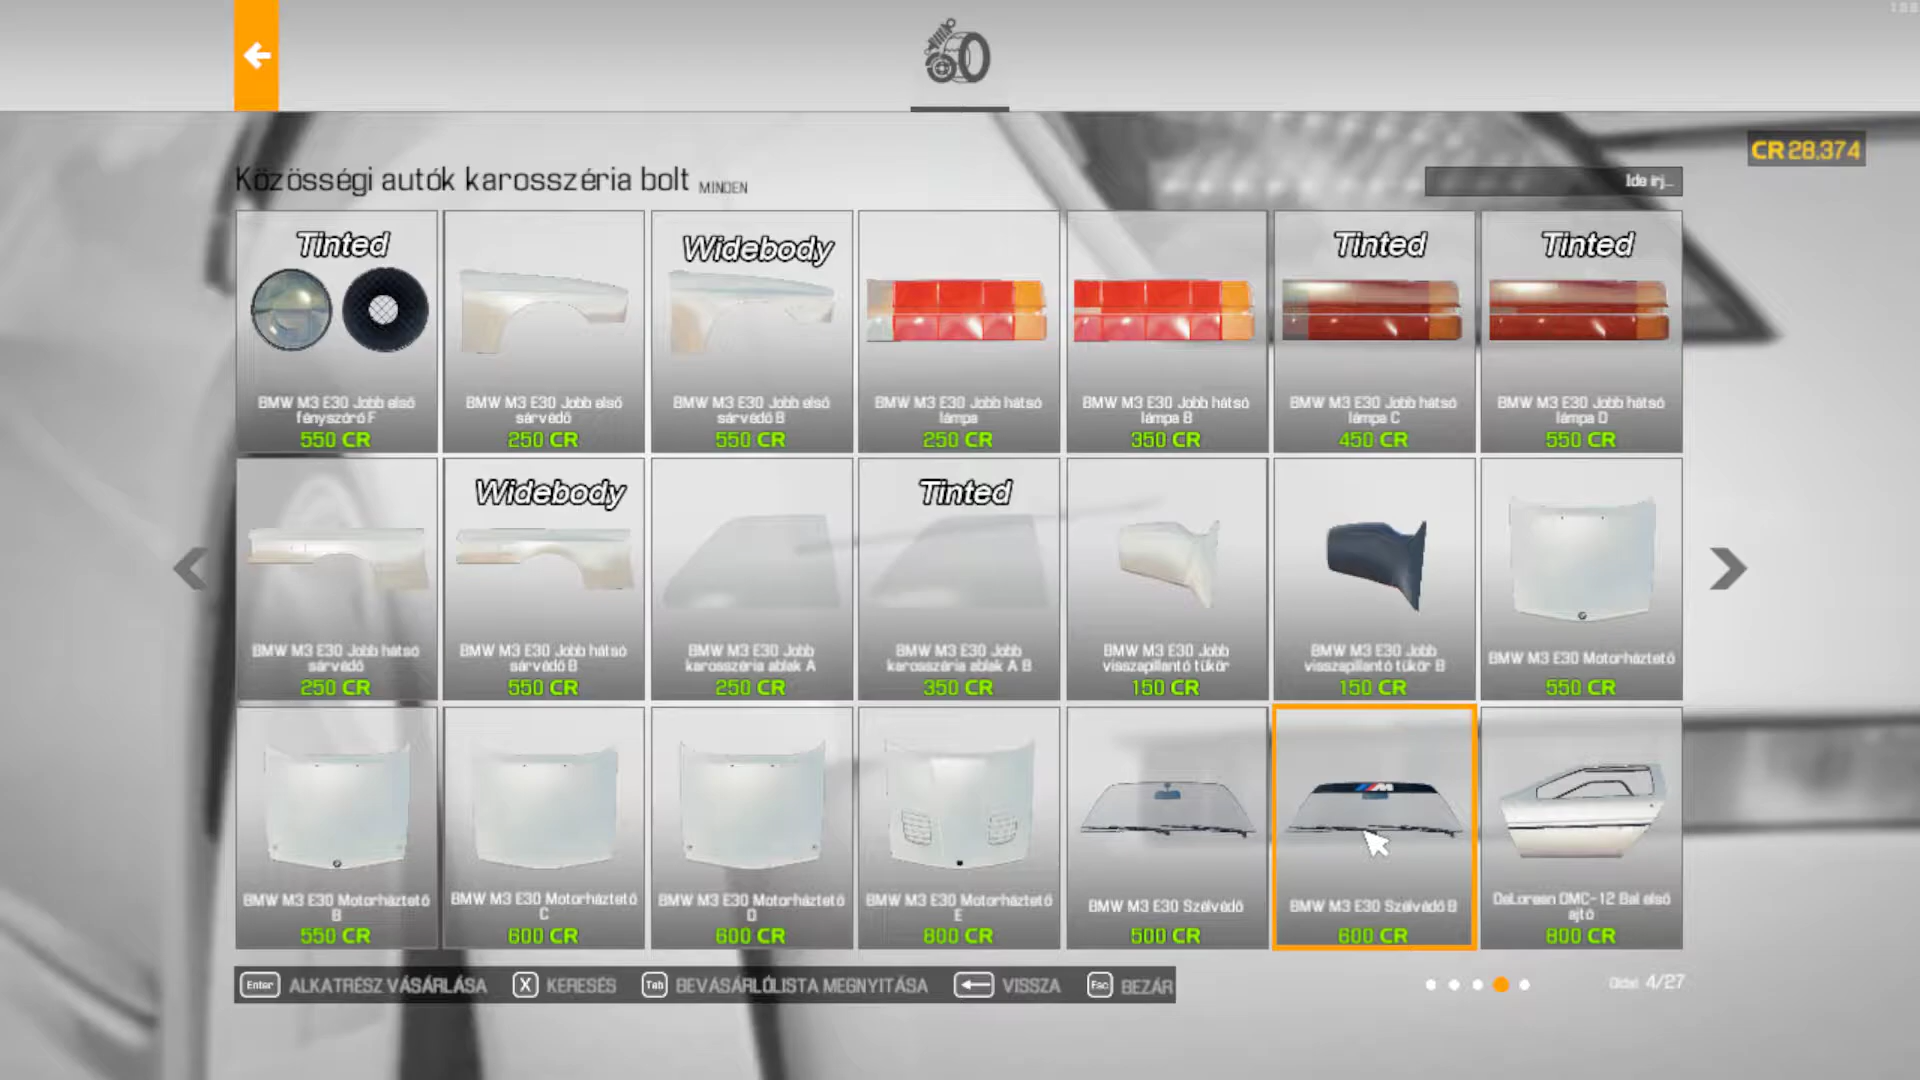 CR 28.374
Közösségi autók karosszéria bolt MINDEN
Ide írj...
Tinted
BMW M3 E30 Jobb első
fényszóró F
550 CR
BMW M3 E30 Jobb első
sárvédő
250 CR
Widebody
BMW M3 E30 Jobb első
sárvédő B
550 CR
BMW M3 E30 Jobb hátsó
lámpa
250 CR
BMW M3 E30 Jobb hátsó
lámpa B
350 CR
Tinted
BMW M3 E30 Jobb hátsó
lámpa C
450 CR
Tinted
BMW M3 E30 Jobb hátsó
lámpa D
550 CR
BMW M3 E30 Jobb hátsó
sárvédő
250 CR
Widebody
BMW M3 E30 Jobb hátsó
sárvédő B
550 CR
BMW M3 E30 Jobb
karosszéria ablak A
250 CR
Tinted
BMW M3 E30 Jobb
karosszéria ablak A B
350 CR
BMW M3 E30 Jobb
visszapillantó tükör
150 CR
BMW M3 E30 Jobb
visszapillantó tükör B
150 CR
BMW M3 E30 Motorháztető
550 CR
BMW M3 E30 Motorháztető
B
550 CR
BMW M3 E30 Motorháztető
C
600 CR
BMW M3 E30 Motorháztető
D
600 CR
BMW M3 E30 Motorháztető
E
800 CR
BMW M3 E30 Szélvédő
500 CR
M
BMW M3 E30 Szélvédő B
600 CR
DeLorean DMC-12 Bal első
ajtó
800 CR
Enter ALKATRÉSZ VÁSÁRLÁSA X KERESÉS Tab BEVÁSÁRLÓLISTA MEGNYITÁSA VISSZA Esc BEZÁR
Oldal 4/27